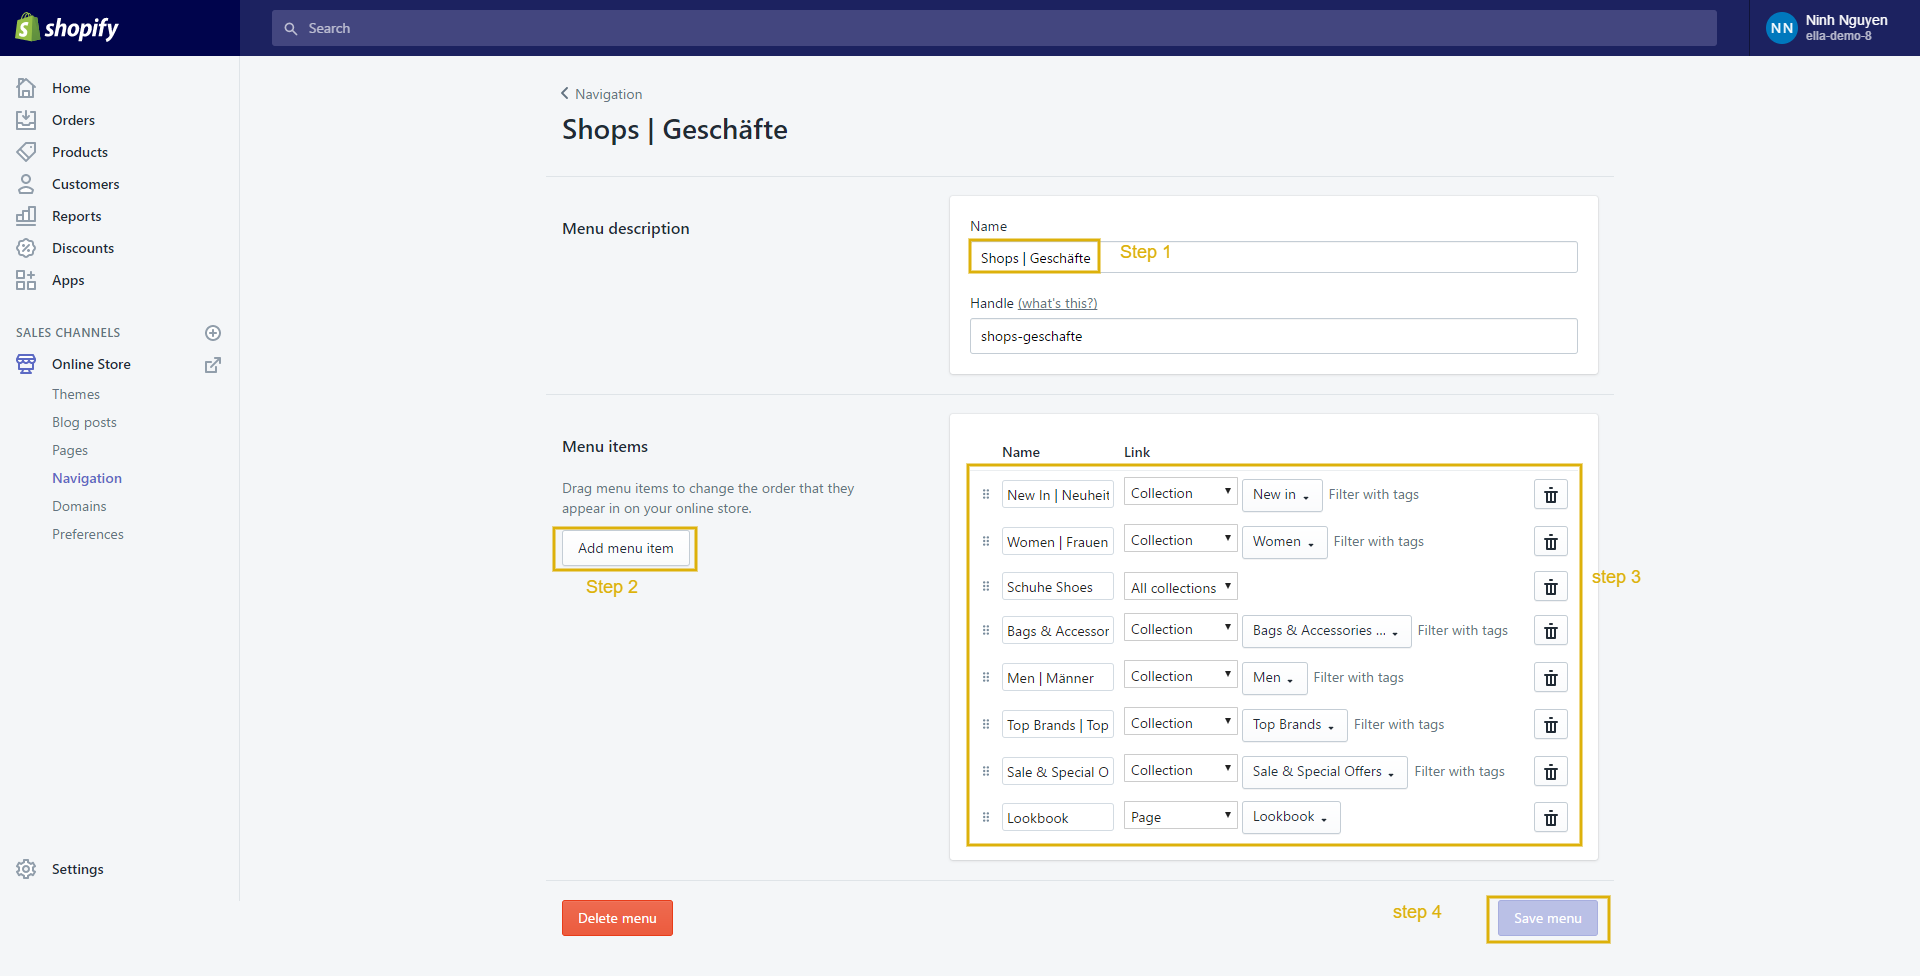 shopify
Search
NN
Ninh Nguyen
ella-demo-8
Home
Orders
Products
Customers
Reports
Discounts
Apps
SALES CHANNELS
Online Store
Themes
Blog posts
Pages
Navigation
Domains
Preferences
Settings
Navigation
Shops | Geschäfte
Menu description
Name
Shops | Geschäfte
Step 1
Handle (what's this?)
shops-geschafte
Menu items
Drag menu items to change the order that they
appear in on your online store.
Add menu item
Step 2
Name Link
New In | Neuheit Collection New in Filter with tags
Women | Frauen Collection Women Filter with tags
Schuhe Shoes All collections
step 3
Bags & Accessor Collection Bags & Accessories ... Filter with tags
Men | Männer Collection Men Filter with tags
Top Brands | Top Collection Top Brands Filter with tags
Sale & Special O Collection Sale & Special Offers Filter with tags
Lookbook Page Lookbook
Delete menu
step 4
Save menu